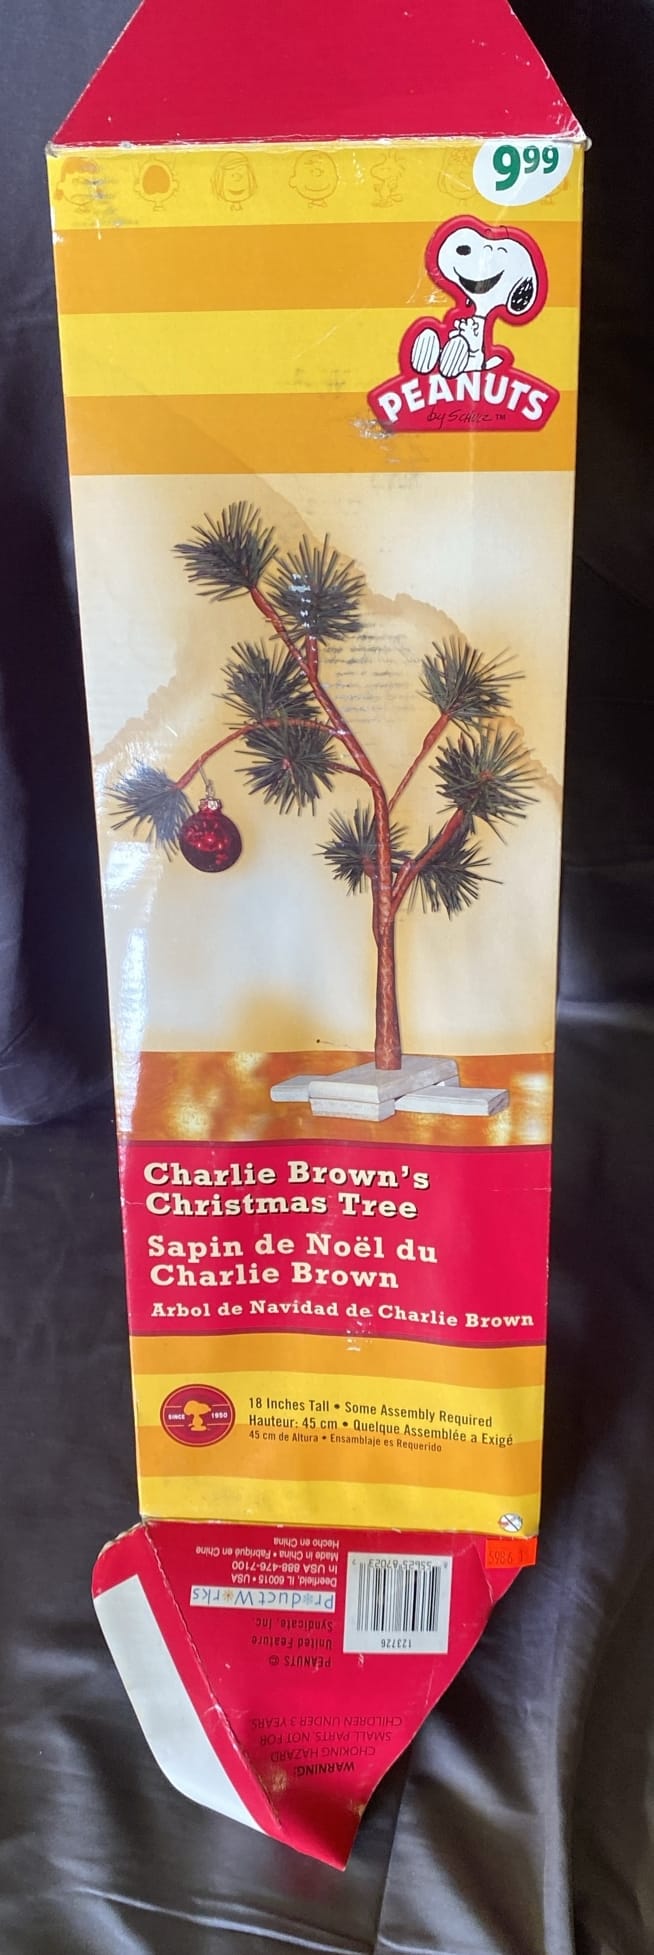 9.99
PEANUTS
by Schulz ™
Charlie Brown's
Christmas Tree
Sapin de Noël du
Charlie Brown
Arbol de Navidad de Charlie Brown
SINCE 1950
18 Inches Tall • Some Assembly Required
Hauteur: 45 cm • Quelque Assemblée a Exigé
45 cm de Altura • Ensamblaje es Requerido
WARNING!
CHOKING HAZARD
SMALL PARTS. NOT FOR
CHILDREN UNDER 3 YEARS.
PEANUTS ©
United Feature
Syndicate, Inc.
ProductWorks
Deerfield, IL 60015 • USA
In USA 888-476-7100
Made in China • Fabriqué en Chine
Hecho en China
123726
55625 87023